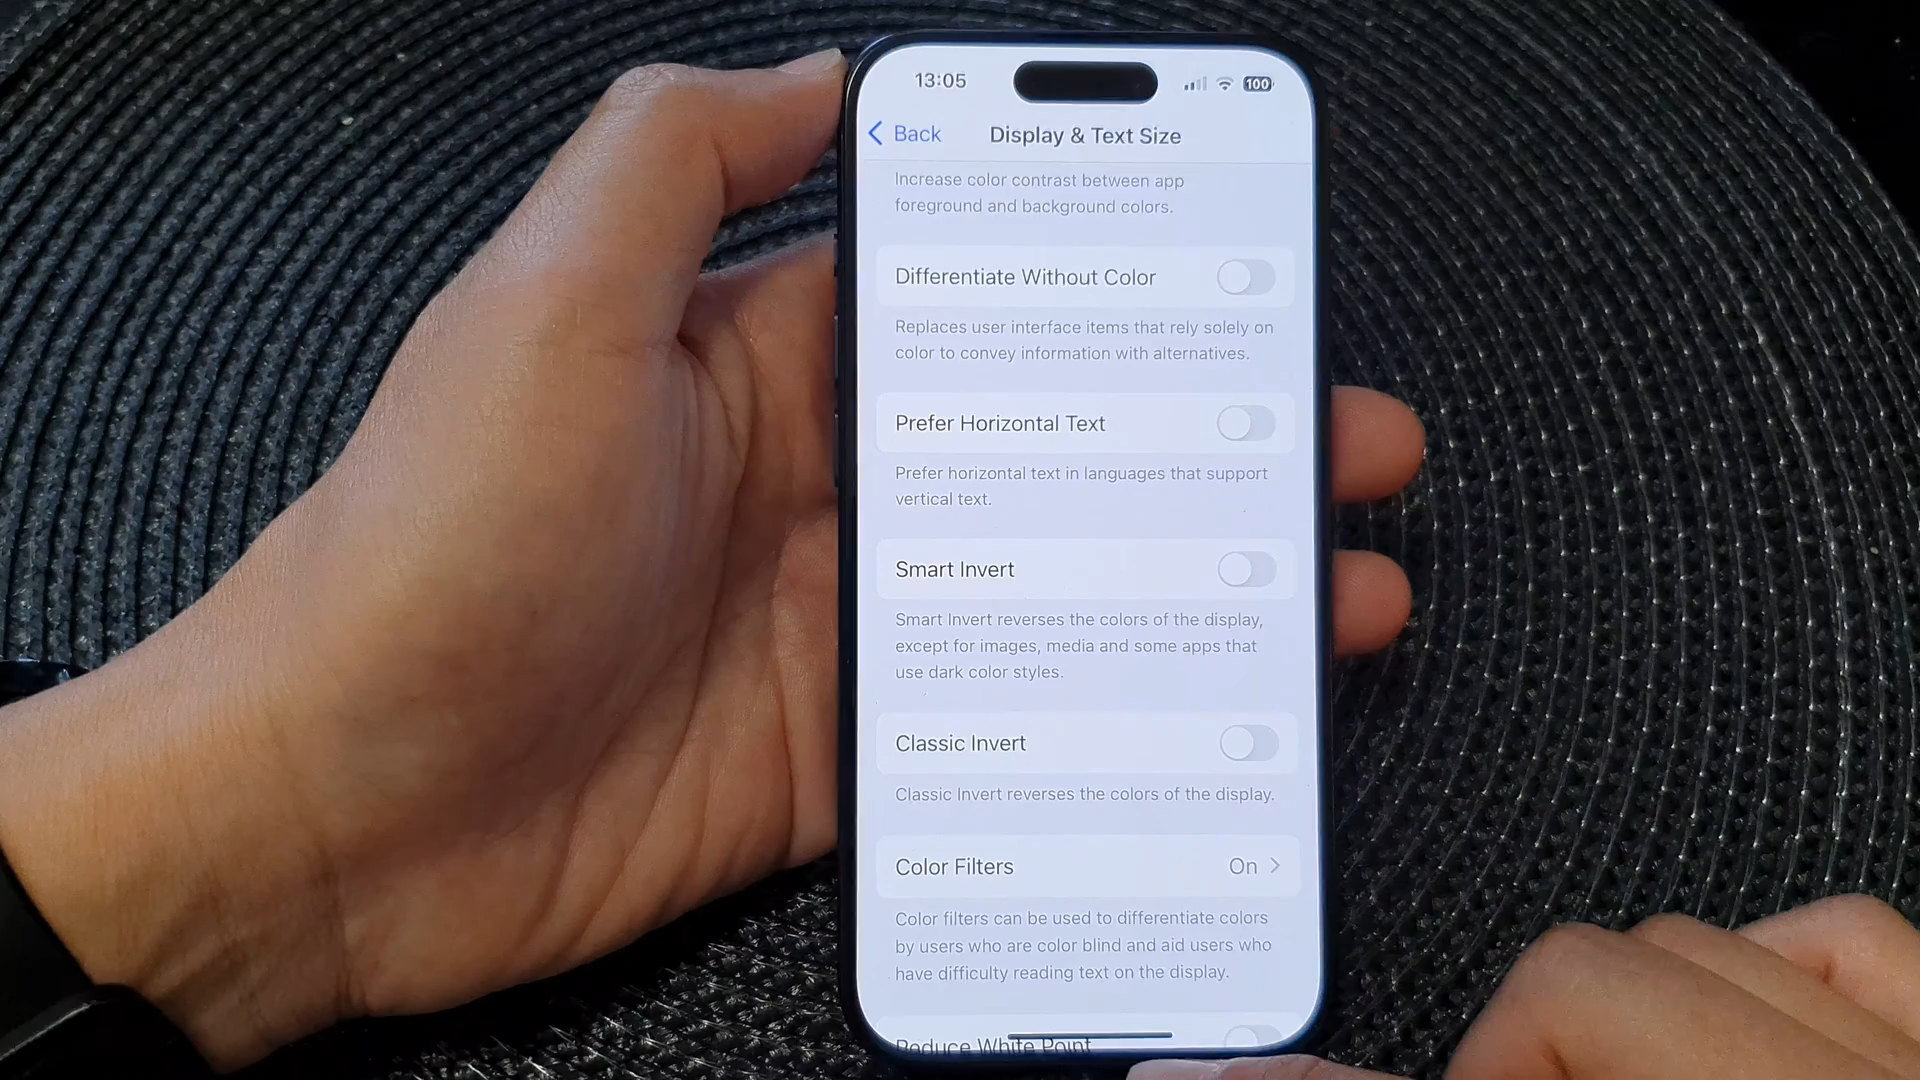 13:05
100
Back
Display & Text Size
Increase color contrast between app
foreground and background colors.
Differentiate Without Color
Replaces user interface items that rely solely on
color to convey information with alternatives.
Prefer Horizontal Text
Prefer horizontal text in languages that support
vertical text.
Smart Invert
Smart Invert reverses the colors of the display,
except for images, media and some apps that
use dark color styles.
Classic Invert
Classic Invert reverses the colors of the display.
Color Filters
On
Color filters can be used to differentiate colors
by users who are color blind and aid users who
have difficulty reading text on the display.
Reduce White Point